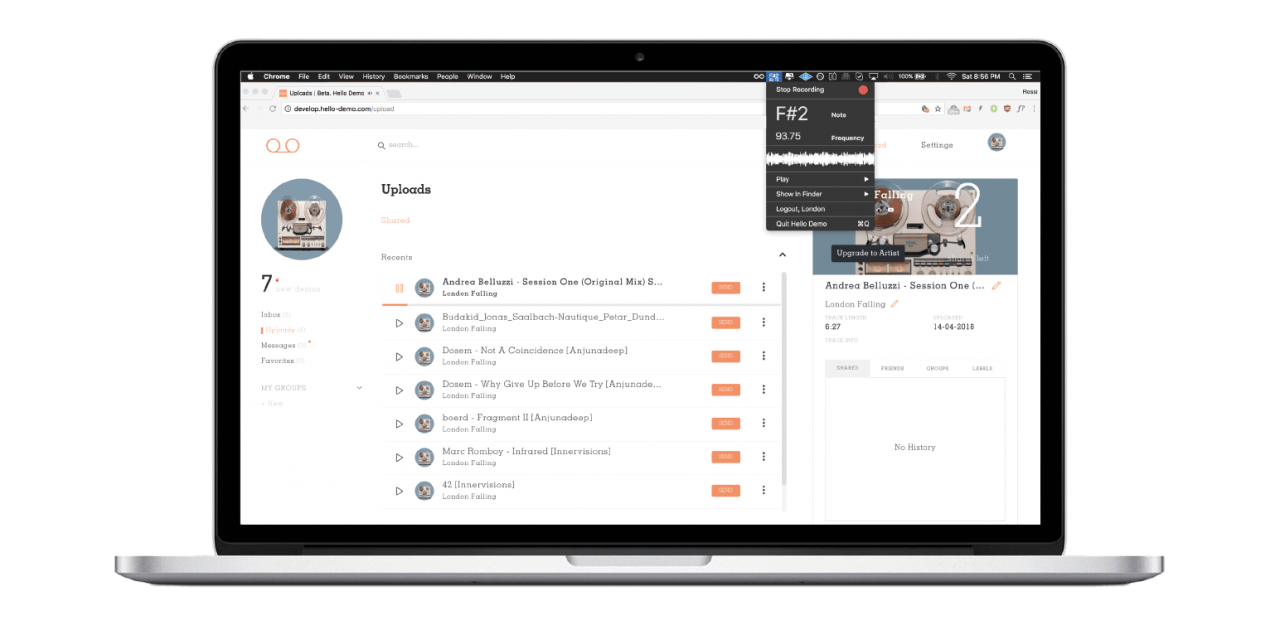 Chrome File Edit View History Bookmarks People Window Help 100% Sat 8:56 PM
Uploads | Beta. Hello Demo
Rossi
develop.hello-demo.com/upload
Stop Recording
F#2 Note
93.75 Frequency
Play
Show In Finder
Logout, London
Quit Hello Demo ⌘Q
search...
Settings
Uploads
Shared
Recents
7 new demos
Inbox
Uploads
Messages
Favorites
MY GROUPS
+ New
Andrea Belluzzi - Session One (Original Mix) S...
London Falling
SEND
Budakid_Jonas_Saalbach-Nautique_Petar_Dund...
London Falling
SEND
Dosem - Not A Coincidence [Anjunadeep]
London Falling
SEND
Dosem - Why Give Up Before We Try [Anjunade...
London Falling
SEND
boerd - Fragment II [Anjunadeep]
London Falling
SEND
Marc Romboy - Infrared [Innervisions]
London Falling
SEND
42 [Innervisions]
London Falling
SEND
Falling
2
left
Upgrade to Artist
Andrea Belluzzi - Session One (...
London Falling
TRACK LENGTH UPLOADED
6:27 14-04-2018
TRACK INFO
SHARED FRIENDS GROUPS LABELS
No History